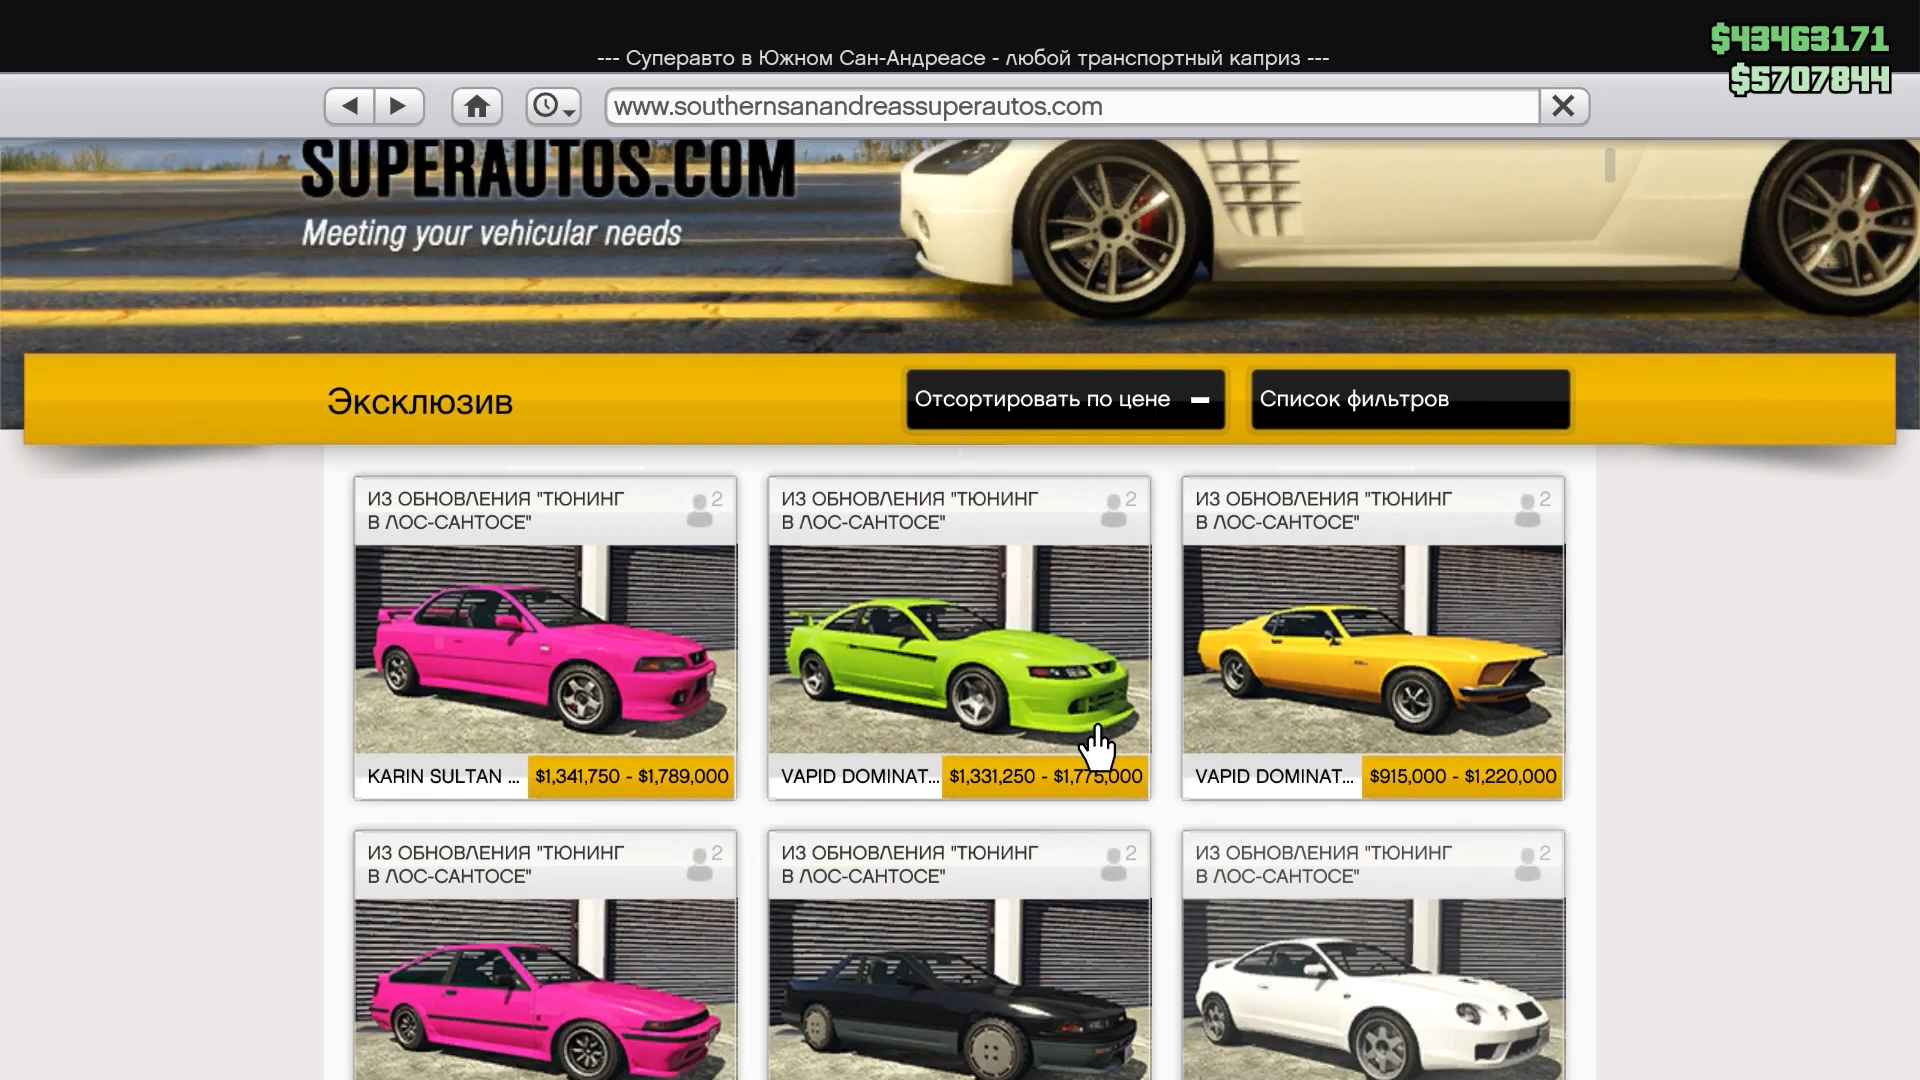 $43463171
--- Суперавто в Южном Сан-Андреасе - любой транспортный каприз ---
$5707844
www.southernsanandreassuperautos.com
SUPERAUTOS.COM
Meeting your vehicular needs
Эксклюзив
Отсортировать по цене
Список фильтров
ИЗ ОБНОВЛЕНИЯ "ТЮНИНГ
В ЛОС-САНТОСЕ"
2
ИЗ ОБНОВЛЕНИЯ "ТЮНИНГ
В ЛОС-САНТОСЕ"
2
ИЗ ОБНОВЛЕНИЯ "ТЮНИНГ
В ЛОС-САНТОСЕ"
2
KARIN SULTAN ... $1,341,750 - $1,789,000
VAPID DOMINAT... $1,331,250 - $1,775,000
VAPID DOMINAT... $915,000 - $1,220,000
ИЗ ОБНОВЛЕНИЯ "ТЮНИНГ
В ЛОС-САНТОСЕ"
2
ИЗ ОБНОВЛЕНИЯ "ТЮНИНГ
В ЛОС-САНТОСЕ"
2
ИЗ ОБНОВЛЕНИЯ "ТЮНИНГ
В ЛОС-САНТОСЕ"
2